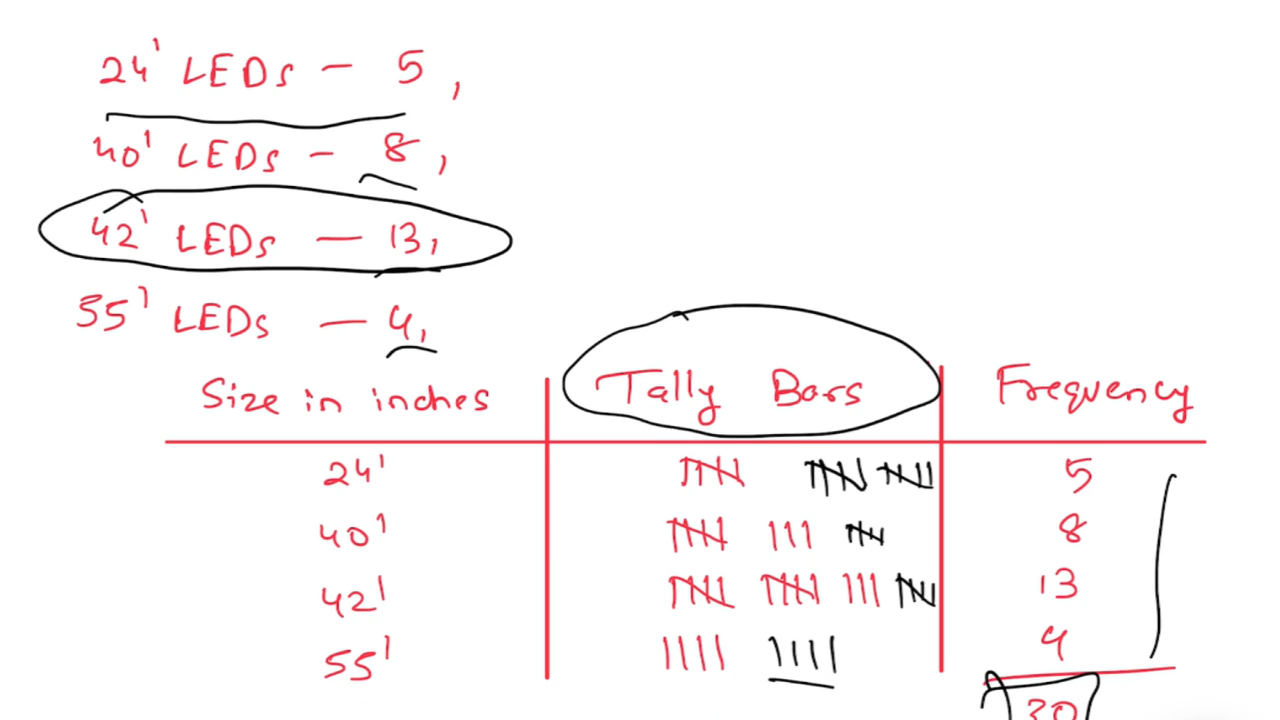 24' LEDs - 5,
40' LEDs - 8,
42' LEDs - 13,
55' LEDs - 4,
Size in inches Tally Bars Frequency
24' 5
40' 8
42' 13
55' 4
30